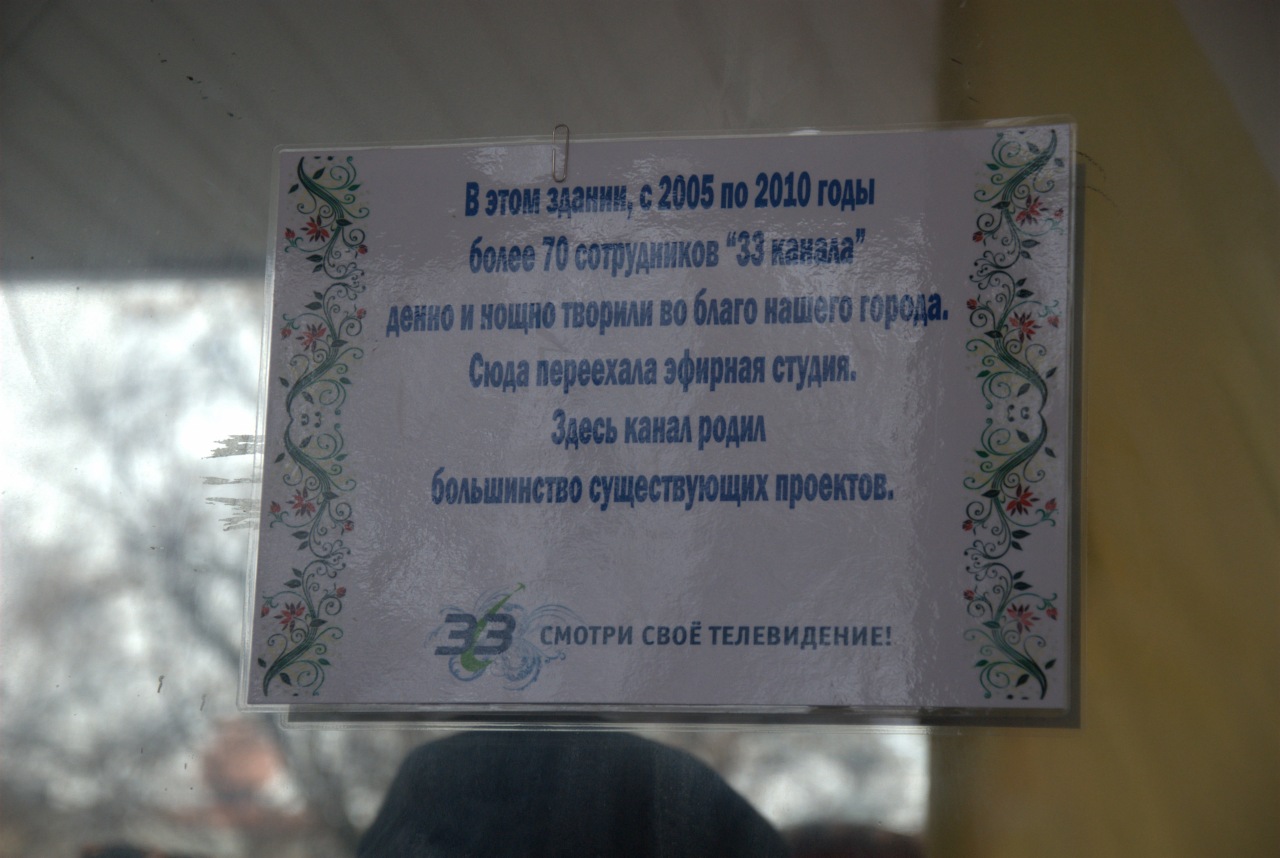 В этом здании, с 2005 по 2010 годы
более 70 сотрудников “33 канала”
денно и нощно творили во благо нашего города.
Сюда переехала эфирная студия.
Здесь канал родил
большинство существующих проектов.
33 СМОТРИ СВОЁ ТЕЛЕВИДЕНИЕ!